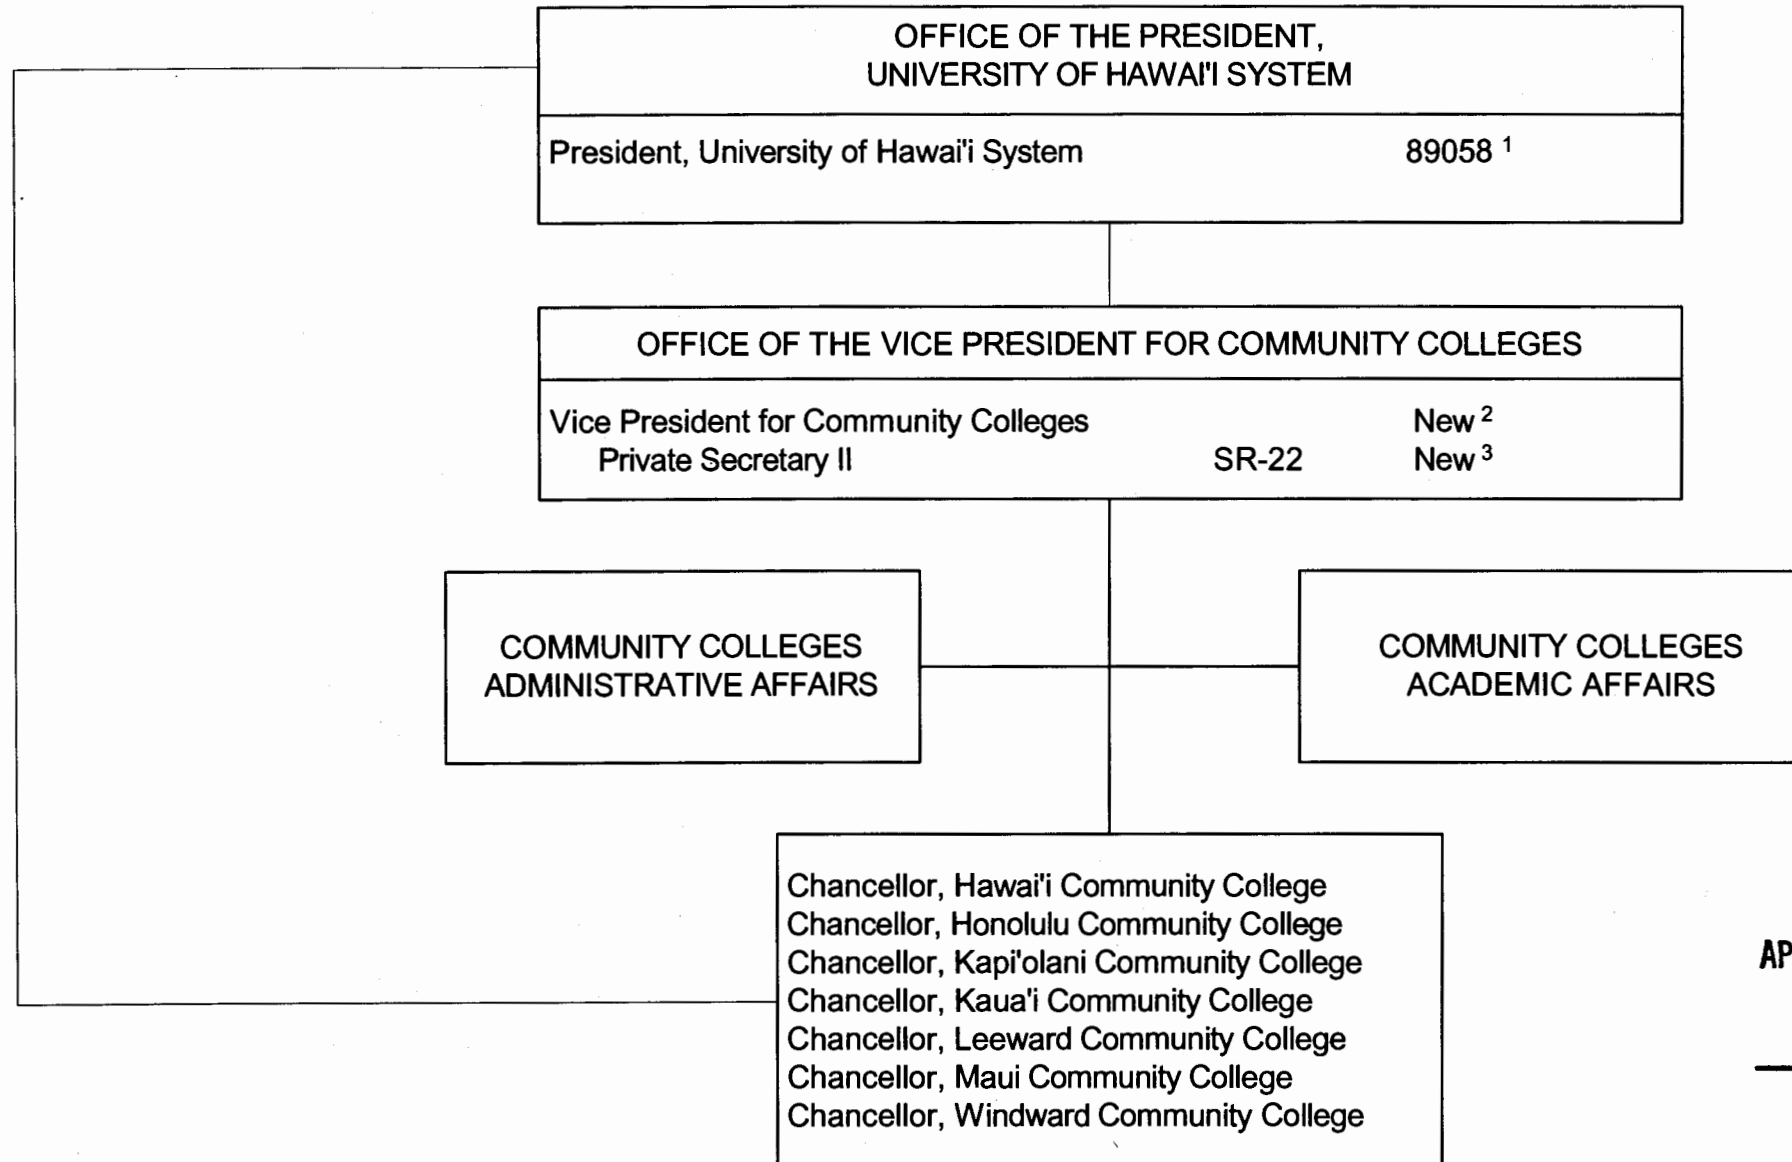 OFFICE OF THE PRESIDENT,
UNIVERSITY OF HAWAI'I SYSTEM
President, University of Hawai'i System 89058 1
OFFICE OF THE VICE PRESIDENT FOR COMMUNITY COLLEGES
Vice President for Community Colleges New 2
Private Secretary II SR-22 New 3
COMMUNITY COLLEGES
ADMINISTRATIVE AFFAIRS
COMMUNITY COLLEGES
ACADEMIC AFFAIRS
Chancellor, Hawai'i Community College
Chancellor, Honolulu Community College
Chancellor, Kapi'olani Community College
Chancellor, Kaua'i Community College
Chancellor, Leeward Community College
Chancellor, Maui Community College
Chancellor, Windward Community College
AP